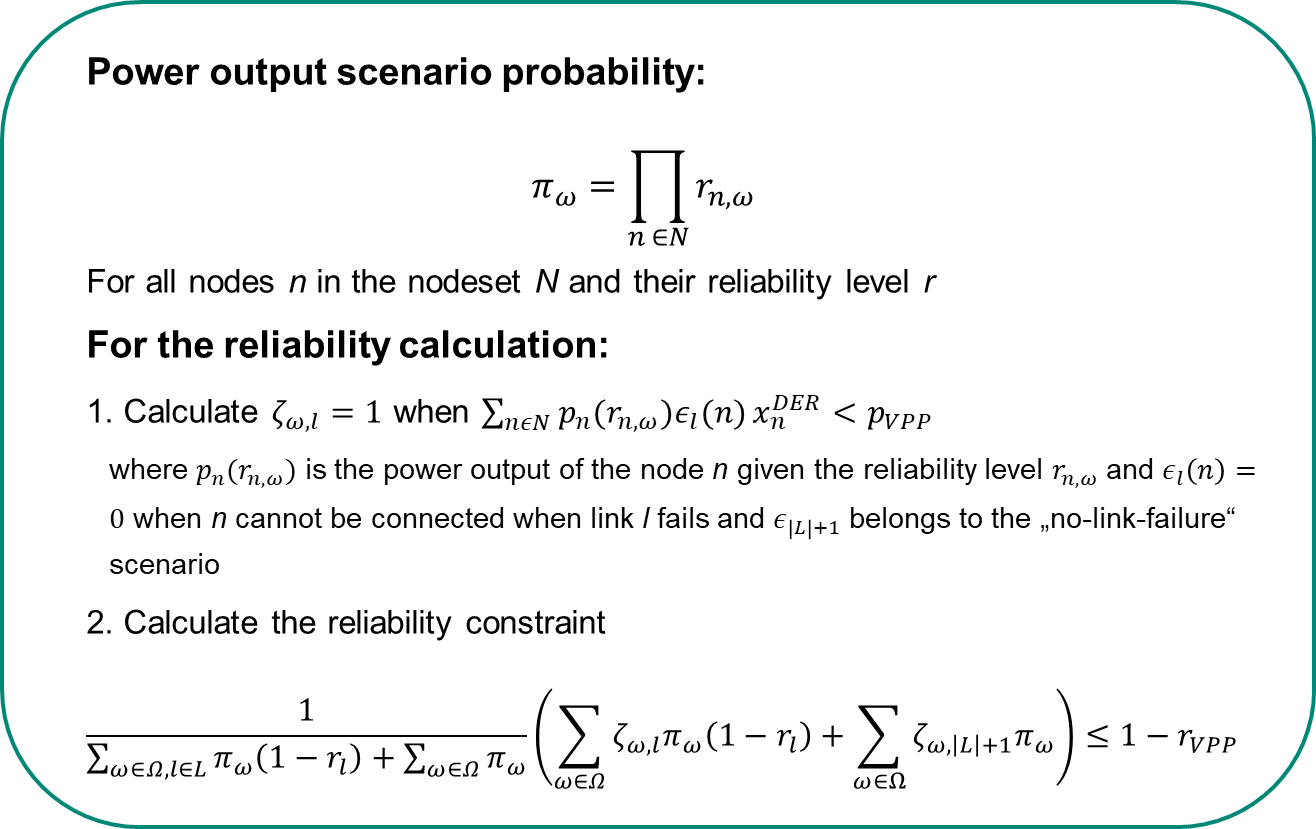 Power output scenario probability:
π_ω = ∏_{n ∈N} r_{n,ω}
For all nodes n in the nodeset N and their reliability level r
For the reliability calculation:
1. Calculate ζ_{ω,l} = 1 when ∑_{nϵN} p_n(r_{n,ω})ϵ_l(n) x_n^{DER} < p_{VPP}
where p_n(r_{n,ω}) is the power output of the node n given the reliability level r_{n,ω} and ϵ_l(n) =
0 when n cannot be connected when link l fails and ϵ_{|L|+1} belongs to the „no-link-failure“
scenario
2. Calculate the reliability constraint
\frac{1}{∑_{ω∈Ω,l∈L} π_ω(1 − r_l) + ∑_{ω∈Ω} π_ω} (∑_{ω∈Ω} ζ_{ω,l}π_ω(1 − r_l) + ∑_{ω∈Ω} ζ_{ω,|L|+1}π_ω) ≤ 1 − r_{VPP}